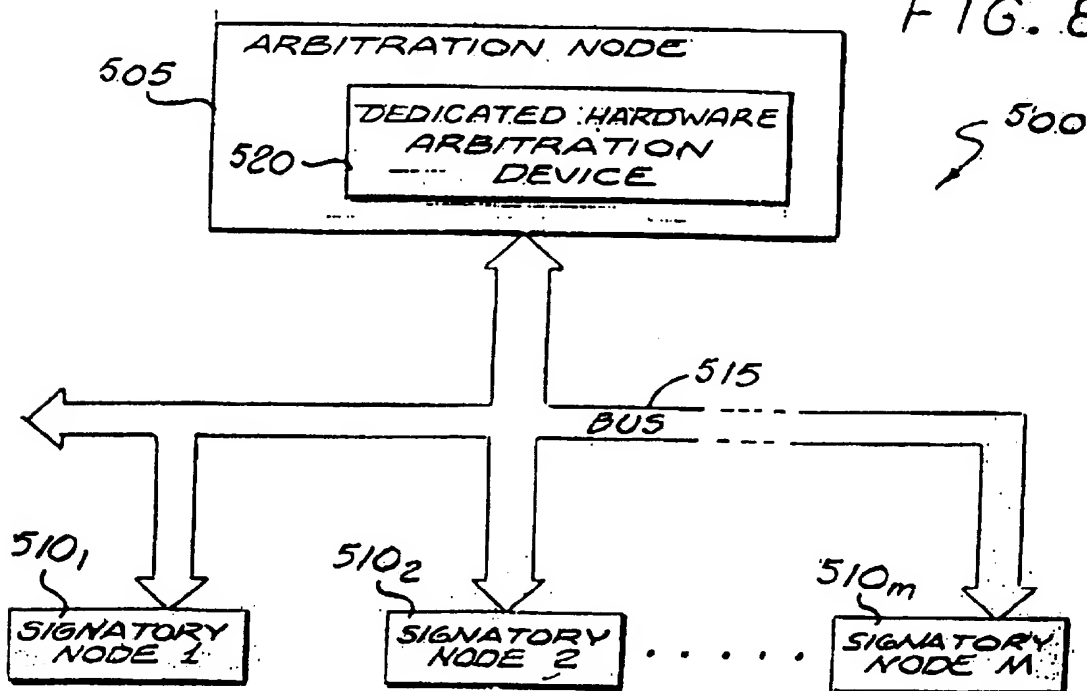 FIG. 8
ARBITRATION NODE
505
DEDICATED HARDWARE
ARBITRATION
DEVICE
520
500
515
BUS
510₁
510₂
510ₘ
SIGNATORY
NODE 1
SIGNATORY
NODE 2
. . . . . .
SIGNATORY
NODE M